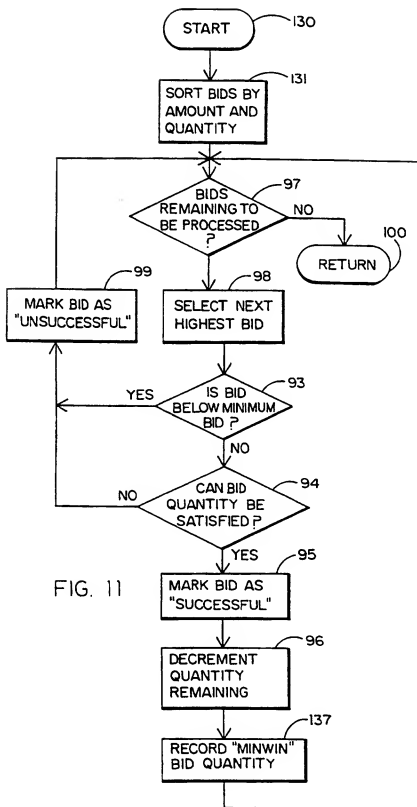 START
130
131
SORT BIDS BY
AMOUNT AND
QUANTITY
97
BIDS
REMAINING TO
BE PROCESSED
?
NO
100
RETURN
99
MARK BID AS
"UNSUCCESSFUL"
98
SELECT NEXT
HIGHEST BID
93
YES
IS BID
BELOW MINIMUM
BID ?
NO
94
NO
CAN BID
QUANTITY BE
SATISFIED?
YES
95
FIG. 11
MARK BID AS
"SUCCESSFUL"
96
DECREMENT
QUANTITY
REMAINING
137
RECORD "MINWIN"
BID QUANTITY